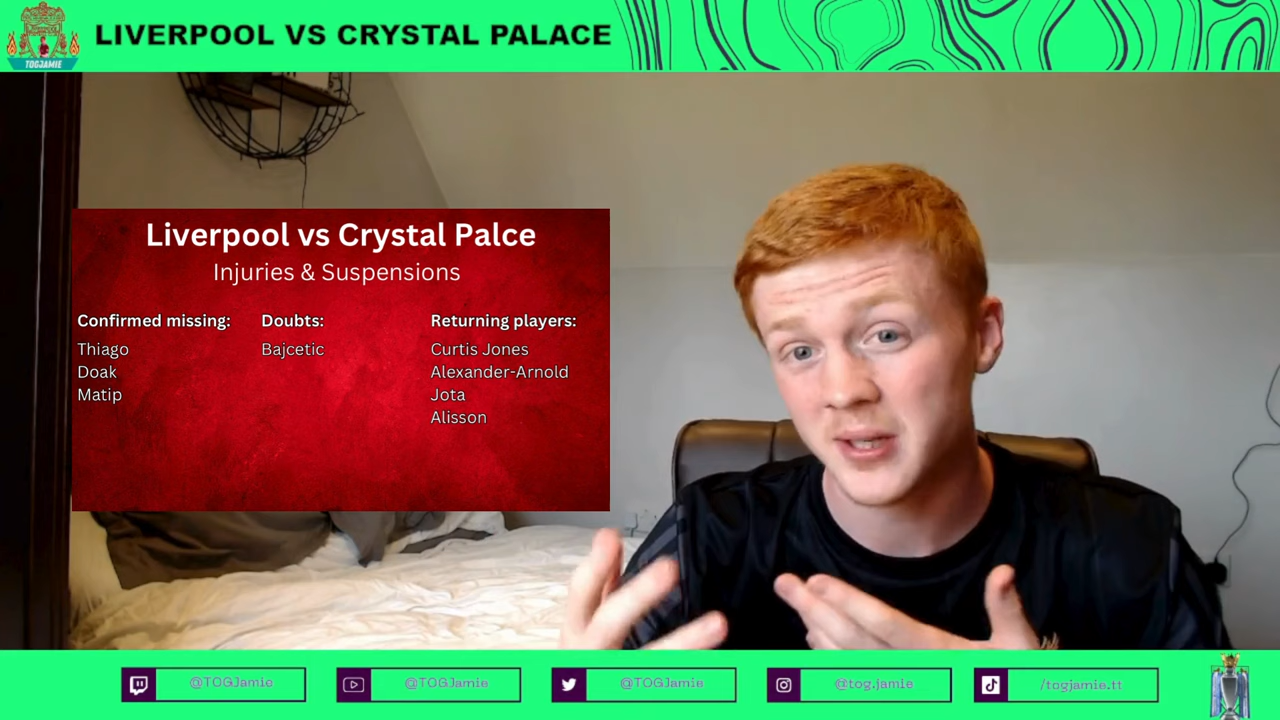 LIVERPOOL VS CRYSTAL PALACE
TOGJAMIE
Liverpool vs Crystal Palce
Injuries & Suspensions
Confirmed missing: Doubts: Returning players:
Thiago Bajcetic Curtis Jones
Doak Alexander-Arnold
Matip Jota
Alisson
@TOGJamie @TOGJamie @TOGJamie @tog.jamie /togjamie.tt